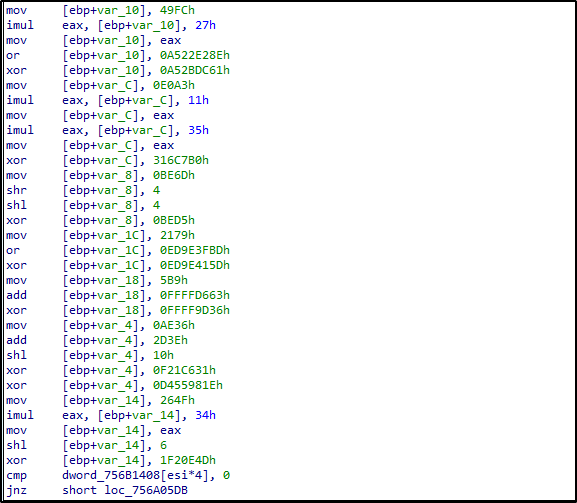 mov [ebp+var_10], 49FCh
imul eax, [ebp+var_10], 27h
mov [ebp+var_10], eax
or [ebp+var_10], 0A522E28Eh
xor [ebp+var_10], 0A52BDC61h
mov [ebp+var_C], 0E0A3h
imul eax, [ebp+var_C], 11h
mov [ebp+var_C], eax
imul eax, [ebp+var_C], 35h
mov [ebp+var_C], eax
xor [ebp+var_C], 316C7B0h
mov [ebp+var_8], 0BE6Dh
shr [ebp+var_8], 4
shl [ebp+var_8], 4
xor [ebp+var_8], 0BED5h
mov [ebp+var_1C], 2179h
or [ebp+var_1C], 0ED9E3FBDh
xor [ebp+var_1C], 0ED9E415Dh
mov [ebp+var_18], 5B9h
add [ebp+var_18], 0FFFFD663h
xor [ebp+var_18], 0FFFF9D36h
mov [ebp+var_4], 0AE36h
add [ebp+var_4], 2D3Eh
shl [ebp+var_4], 10h
xor [ebp+var_4], 0F21C631h
xor [ebp+var_4], 0D455981Eh
mov [ebp+var_14], 264Fh
imul eax, [ebp+var_14], 34h
mov [ebp+var_14], eax
shl [ebp+var_14], 6
xor [ebp+var_14], 1F20E4Dh
cmp dword_756B1408[esi*4], 0
jnz short loc_756A05DB